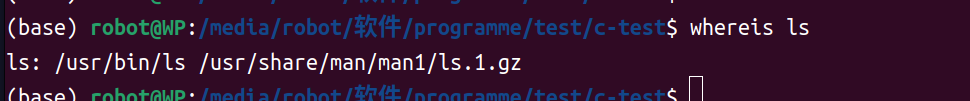 (base) robot@WP:/media/robot/软件/programme/test/c-test$ whereis ls
ls: /usr/bin/ls /usr/share/man/man1/ls.1.gz
(base) robot@WP:/media/robot/软件/programme/test/c-test$